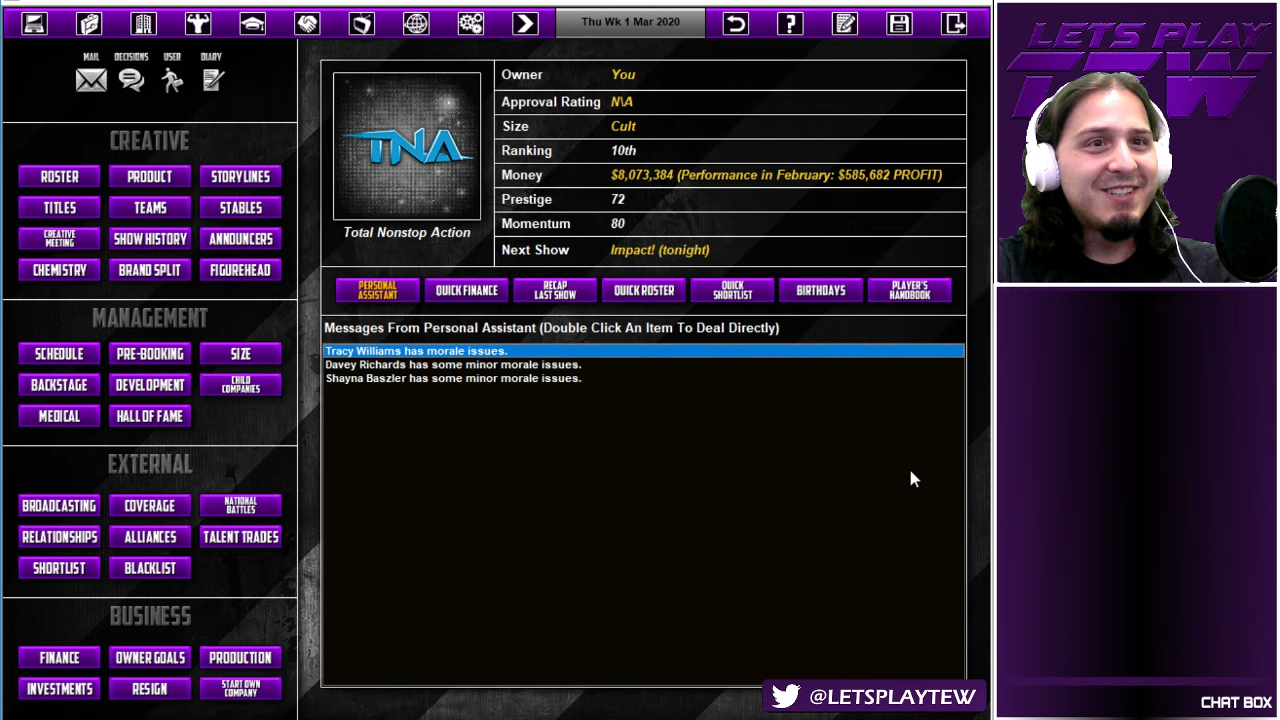 Thu Wk 1 Mar 2020
MAIL DECISIONS USER DIARY
CREATIVE
ROSTER PRODUCT STORYLINES
TITLES TEAMS STABLES
CREATIVE MEETING SHOW HISTORY ANNOUNCERS
CHEMISTRY BRAND SPLIT FIGUREHEAD
MANAGEMENT
SCHEDULE PRE-BOOKING SIZE
BACKSTAGE DEVELOPMENT CHILD COMPANIES
MEDICAL HALL OF FAME
EXTERNAL
BROADCASTING COVERAGE NATIONAL BATTLES
RELATIONSHIPS ALLIANCES TALENT TRADES
SHORTLIST BLACKLIST
BUSINESS
FINANCE OWNER GOALS PRODUCTION
INVESTMENTS RESIGN START OWN COMPANY
TNA
Total Nonstop Action
Owner You
Approval Rating N\A
Size Cult
Ranking 10th
Money $8,073,384 (Performance in February: $585,682 PROFIT)
Prestige 72
Momentum 80
Next Show Impact! (tonight)
PERSONAL ASSISTANT QUICK FINANCE RECAP LAST SHOW QUICK ROSTER QUICK SHORTLIST BIRTHDAYS PLAYER'S HANDBOOK
Messages From Personal Assistant (Double Click An Item To Deal Directly)
Tracy Williams has morale issues.
Davey Richards has some minor morale issues.
Shayna Baszler has some minor morale issues.
@LETSPLAYTEW
LETS PLAY
TEW
CHAT BOX